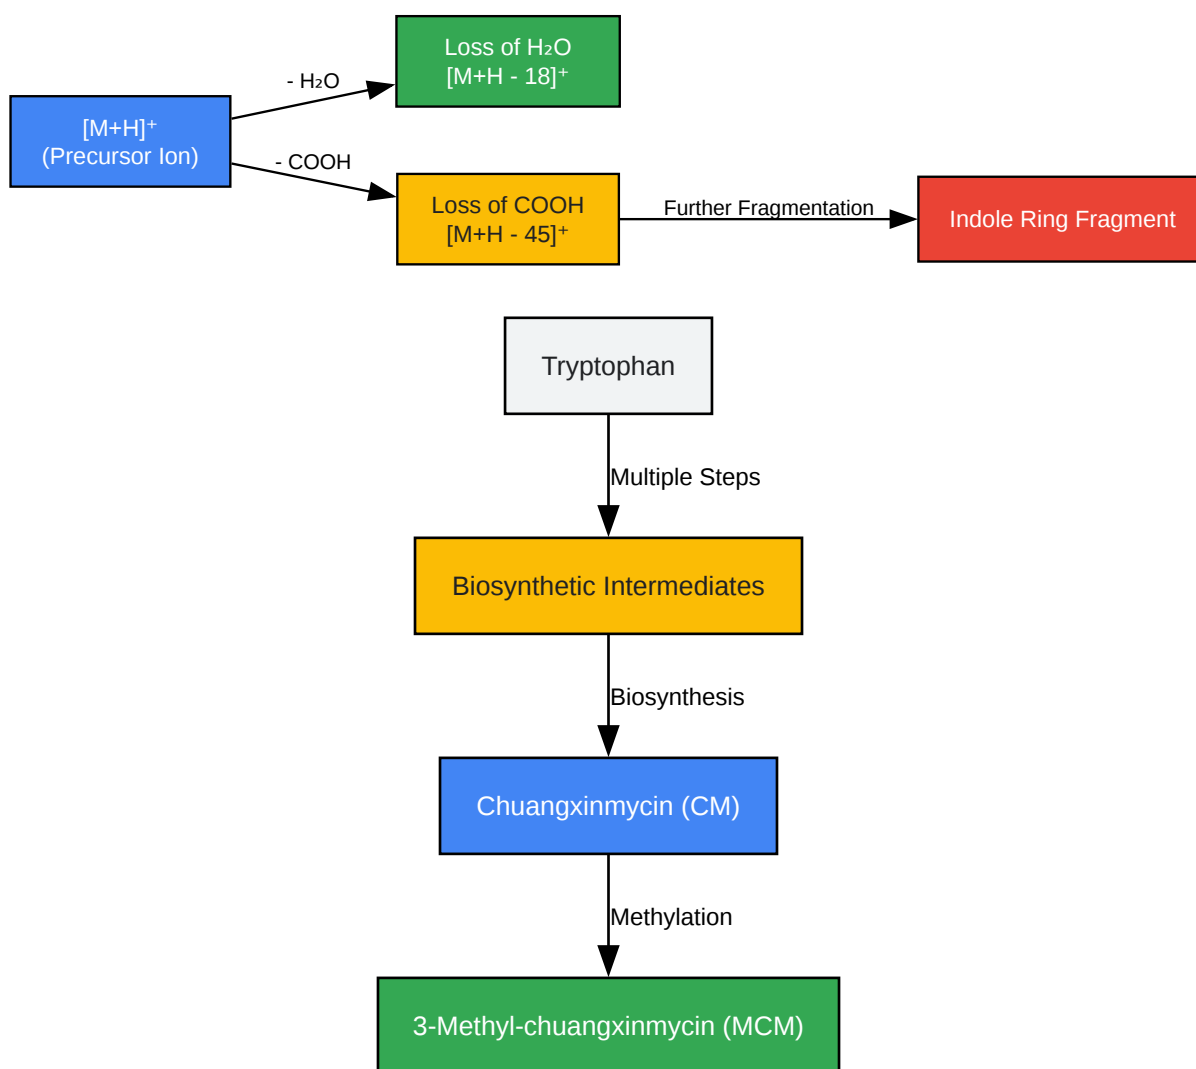 Loss of H₂O
[M+H - 18]⁺
- H₂O
[M+H]⁺
(Precursor Ion)
- COOH
Loss of COOH
[M+H - 45]⁺
Further Fragmentation
Indole Ring Fragment
Tryptophan
Multiple Steps
Biosynthetic Intermediates
Biosynthesis
Chuangxinmycin (CM)
Methylation
3-Methyl-chuangxinmycin (MCM)